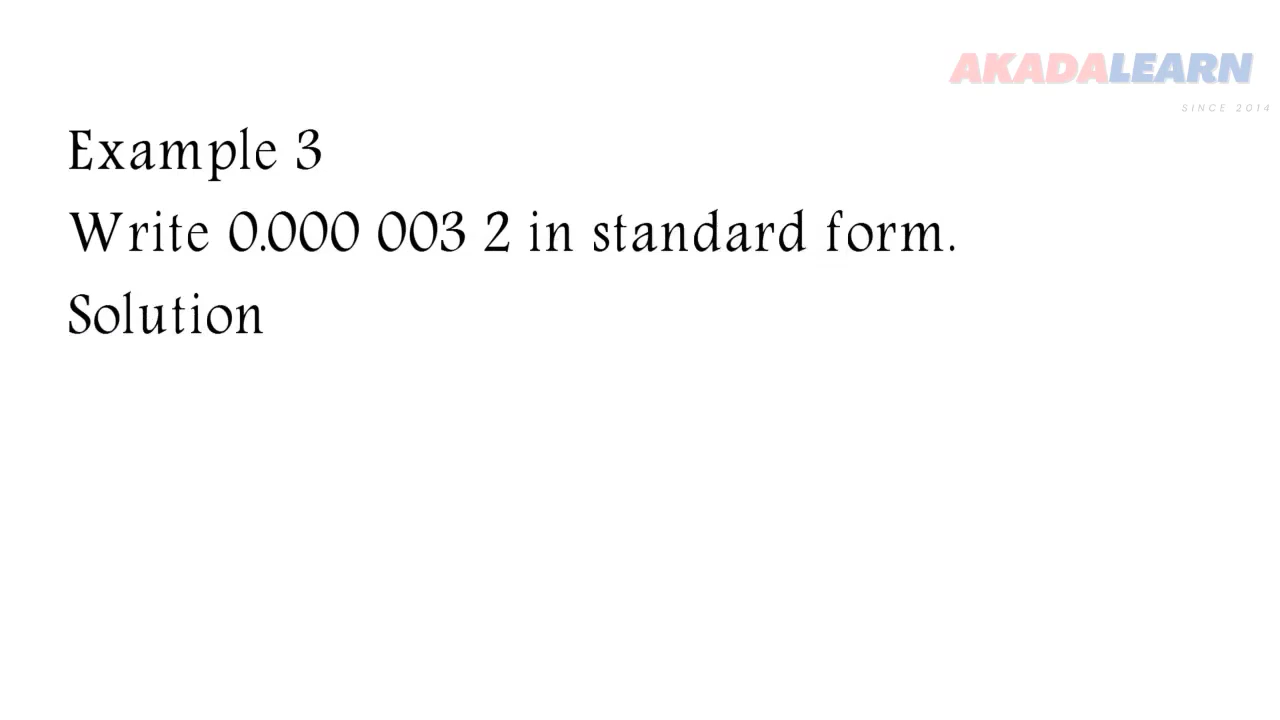 AKADALEARN
SINCE 2014
Example 3
Write 0.000 003 2 in standard form.
Solution